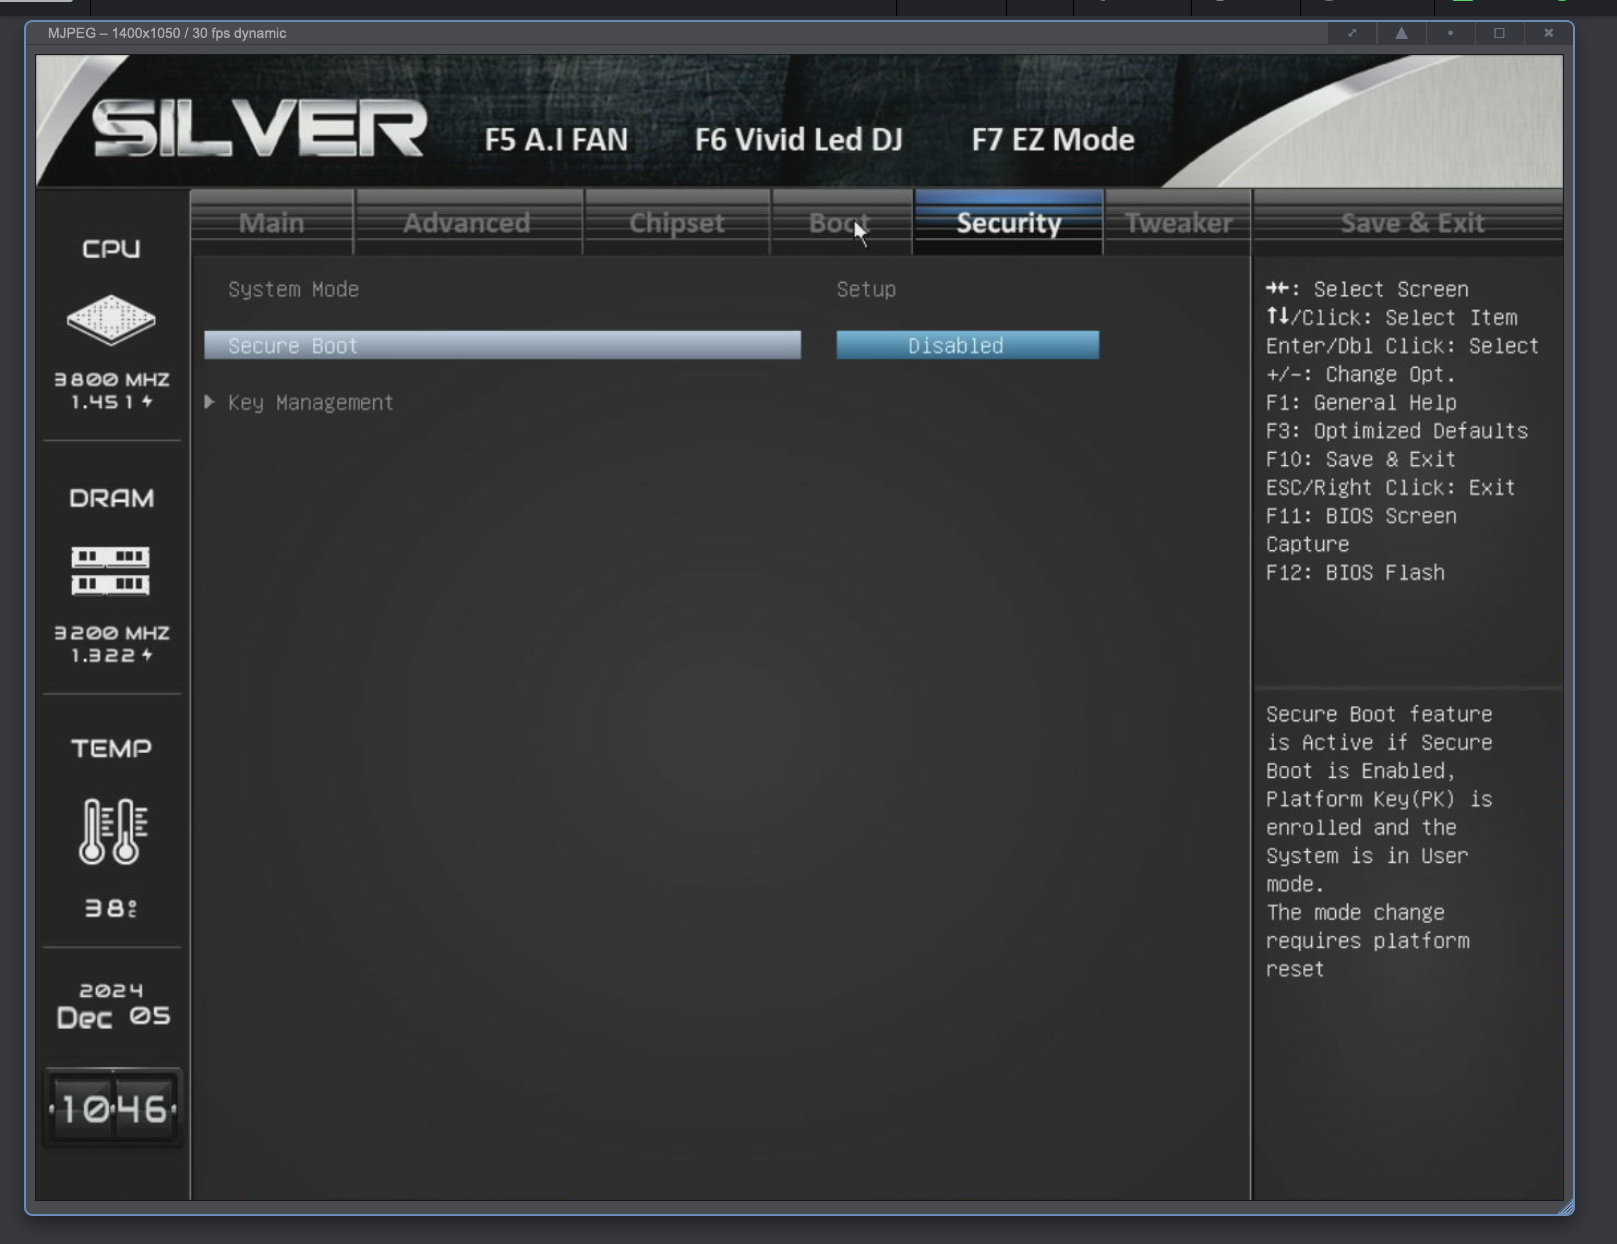 MJPEG – 1400x1050 / 30 fps dynamic
SILVER
F5 A.I FAN F6 Vivid Led DJ F7 EZ Mode
Main Advanced Chipset Boot Security Tweaker Save & Exit
CPU
3800 MHZ
1.451
DRAM
3200 MHZ
1.322
TEMP
38°C
2024
Dec 05
10:46
System Mode Setup
Secure Boot Disabled
Key Management
→←: Select Screen
↑↓/Click: Select Item
Enter/Dbl Click: Select
+/-: Change Opt.
F1: General Help
F3: Optimized Defaults
F10: Save & Exit
ESC/Right Click: Exit
F11: BIOS Screen
Capture
F12: BIOS Flash
Secure Boot feature
is Active if Secure
Boot is Enabled,
Platform Key(PK) is
enrolled and the
System is in User
mode.
The mode change
requires platform
reset